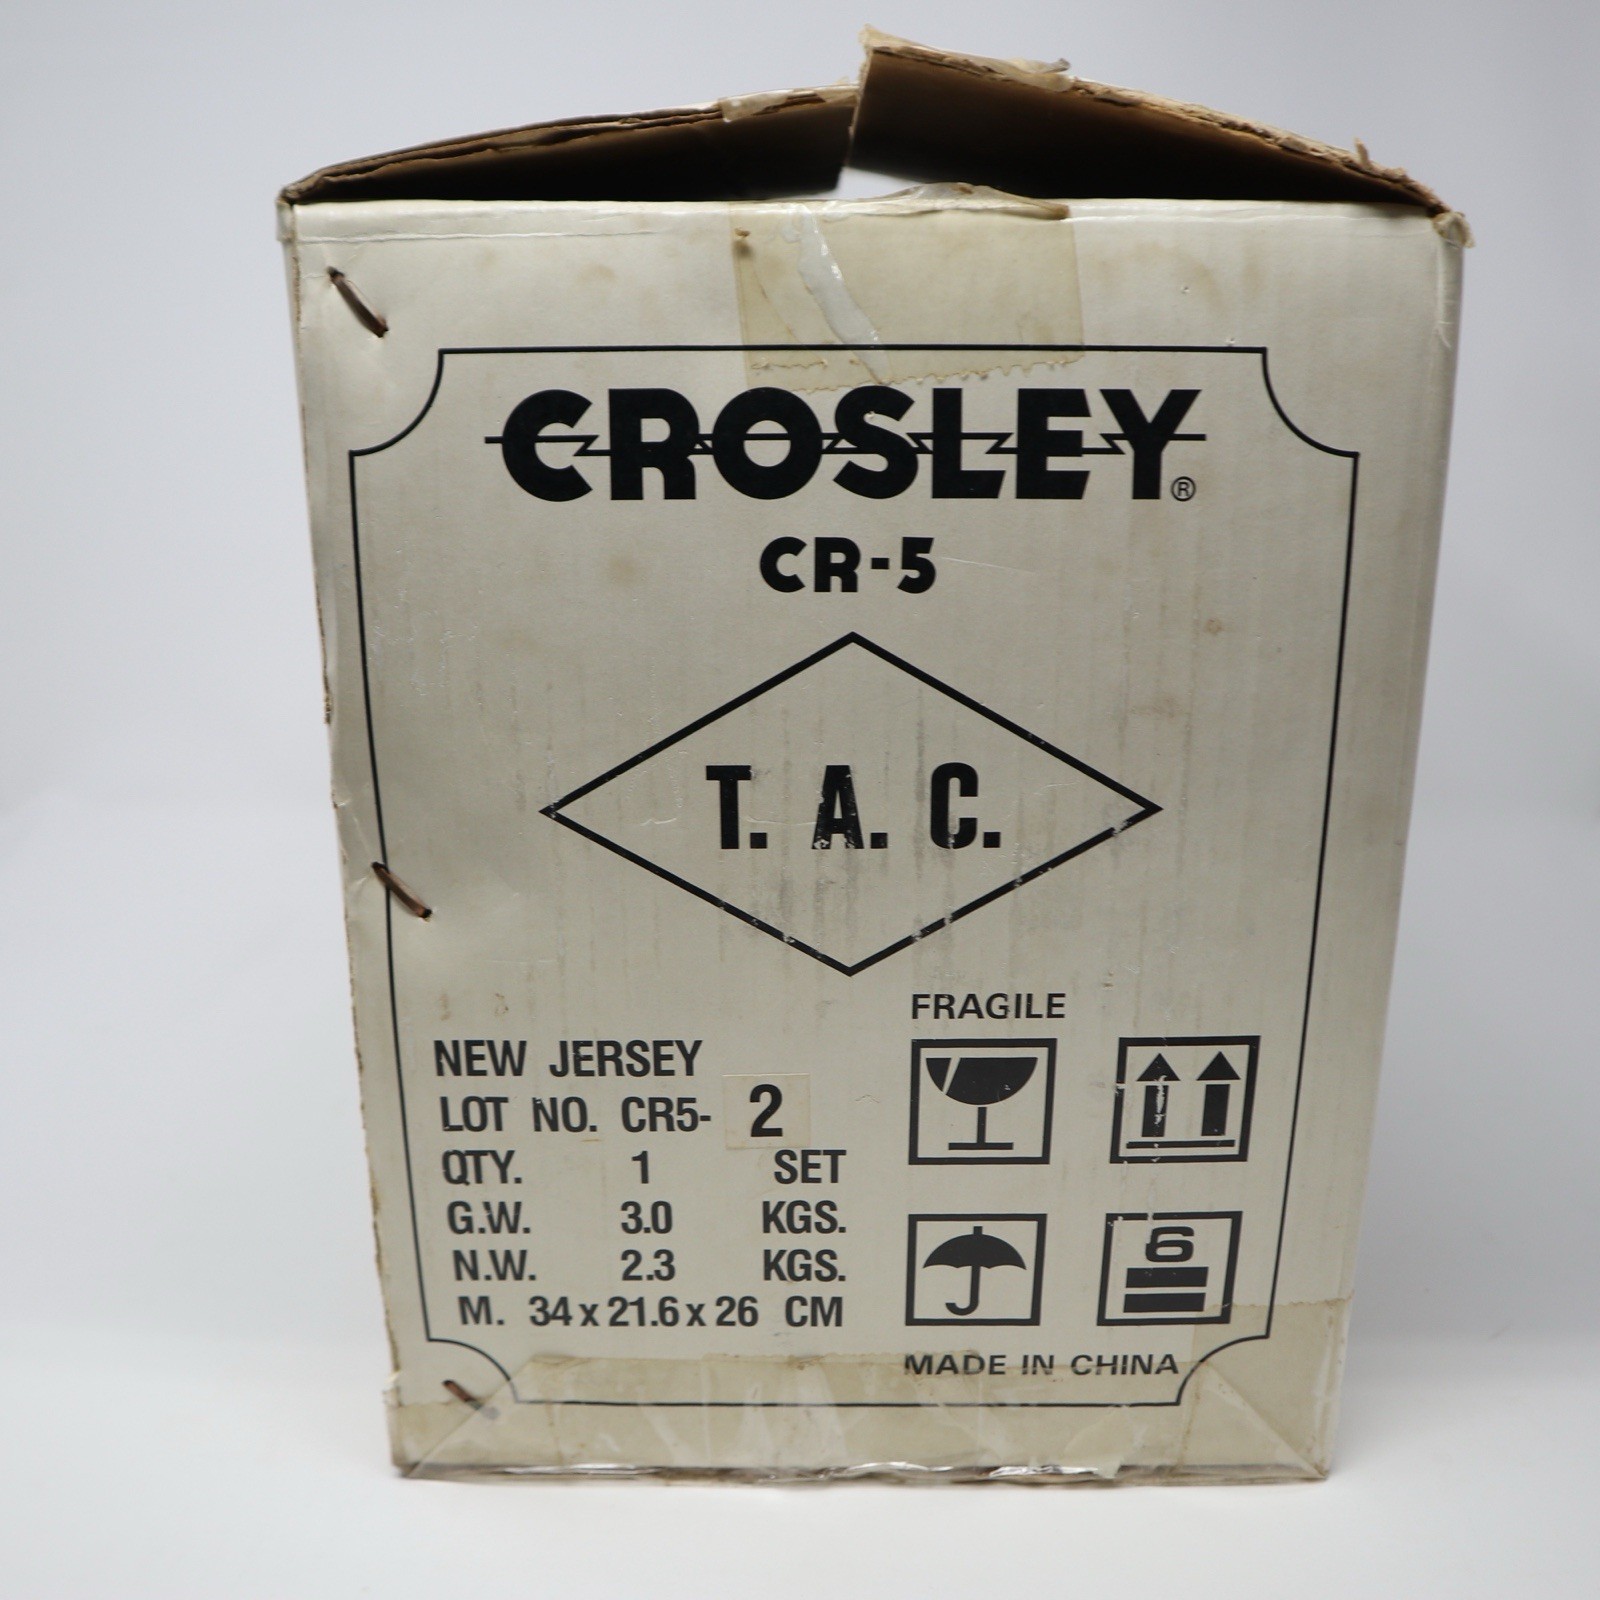 CROSLEY®
CR-5
T. A. C.
FRAGILE
NEW JERSEY
LOT NO. CR5- 2
QTY. 1 SET
G.W. 3.0 KGS.
N.W. 2.3 KGS.
M. 34 x 21.6 x 26 CM
6
MADE IN CHINA